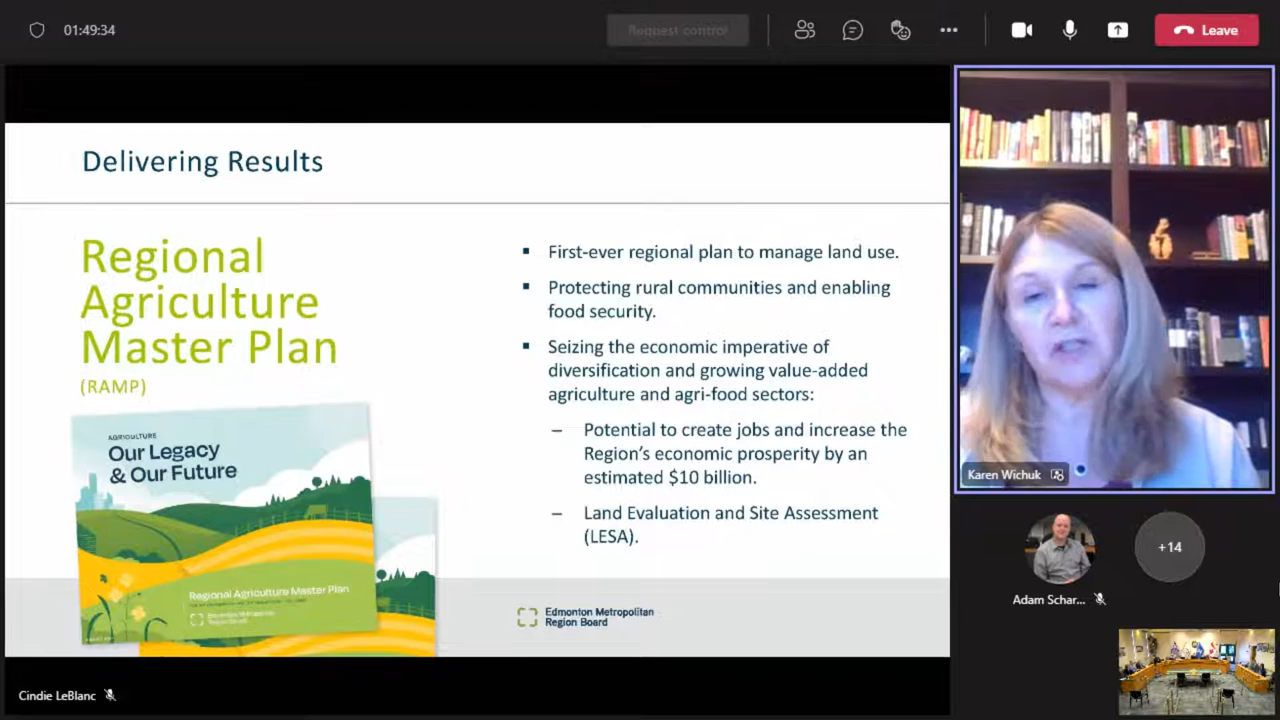 01:49:34
Request control
Leave
Delivering Results
Regional
Agriculture
Master Plan
(RAMP)
AGRICULTURE
Our Legacy
& Our Future
Regional Agriculture Master Plan
Edmonton Metropolitan
Region Board
▪ First-ever regional plan to manage land use.
▪ Protecting rural communities and enabling
food security.
▪ Seizing the economic imperative of
diversification and growing value-added
agriculture and agri-food sectors:
– Potential to create jobs and increase the
Region's economic prosperity by an
estimated $10 billion.
– Land Evaluation and Site Assessment
(LESA).
Edmonton Metropolitan
Region Board
Karen Wichuk
+14
Adam Schar...
Cindie LeBlanc